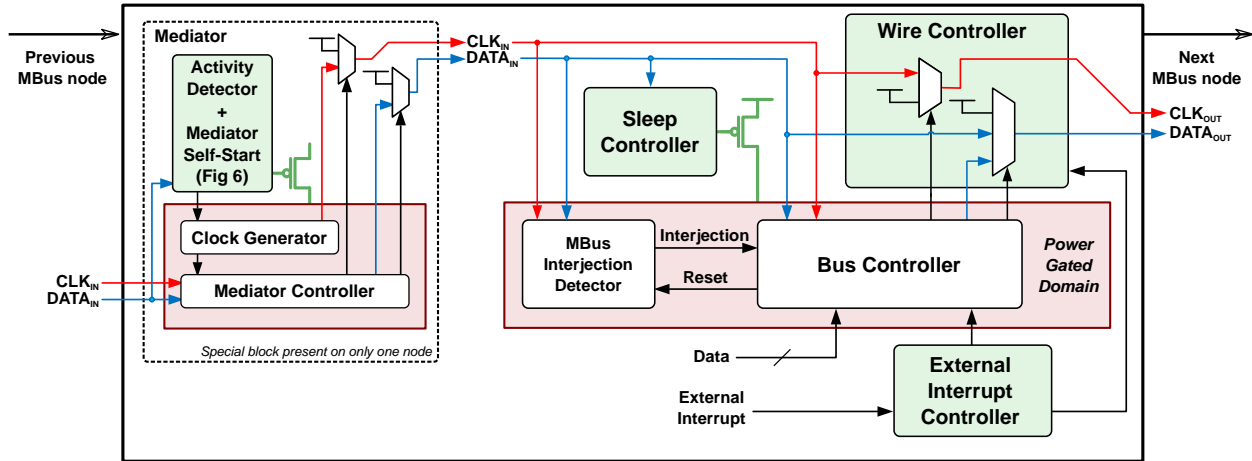 Previous
MBus node
Mediator
Activity
Detector
+
Mediator
Self-Start
(Fig 6)
Clock Generator
Mediator Controller
CLKIN
DATAIN
Special block present on only one node
CLKIN
DATAIN
Sleep
Controller
Wire Controller
Next
MBus node
CLKOUT
DATAOUT
MBus
Interjection
Detector
Interjection
Reset
Bus Controller
Power
Gated
Domain
Data
External
Interrupt
External
Interrupt
Controller